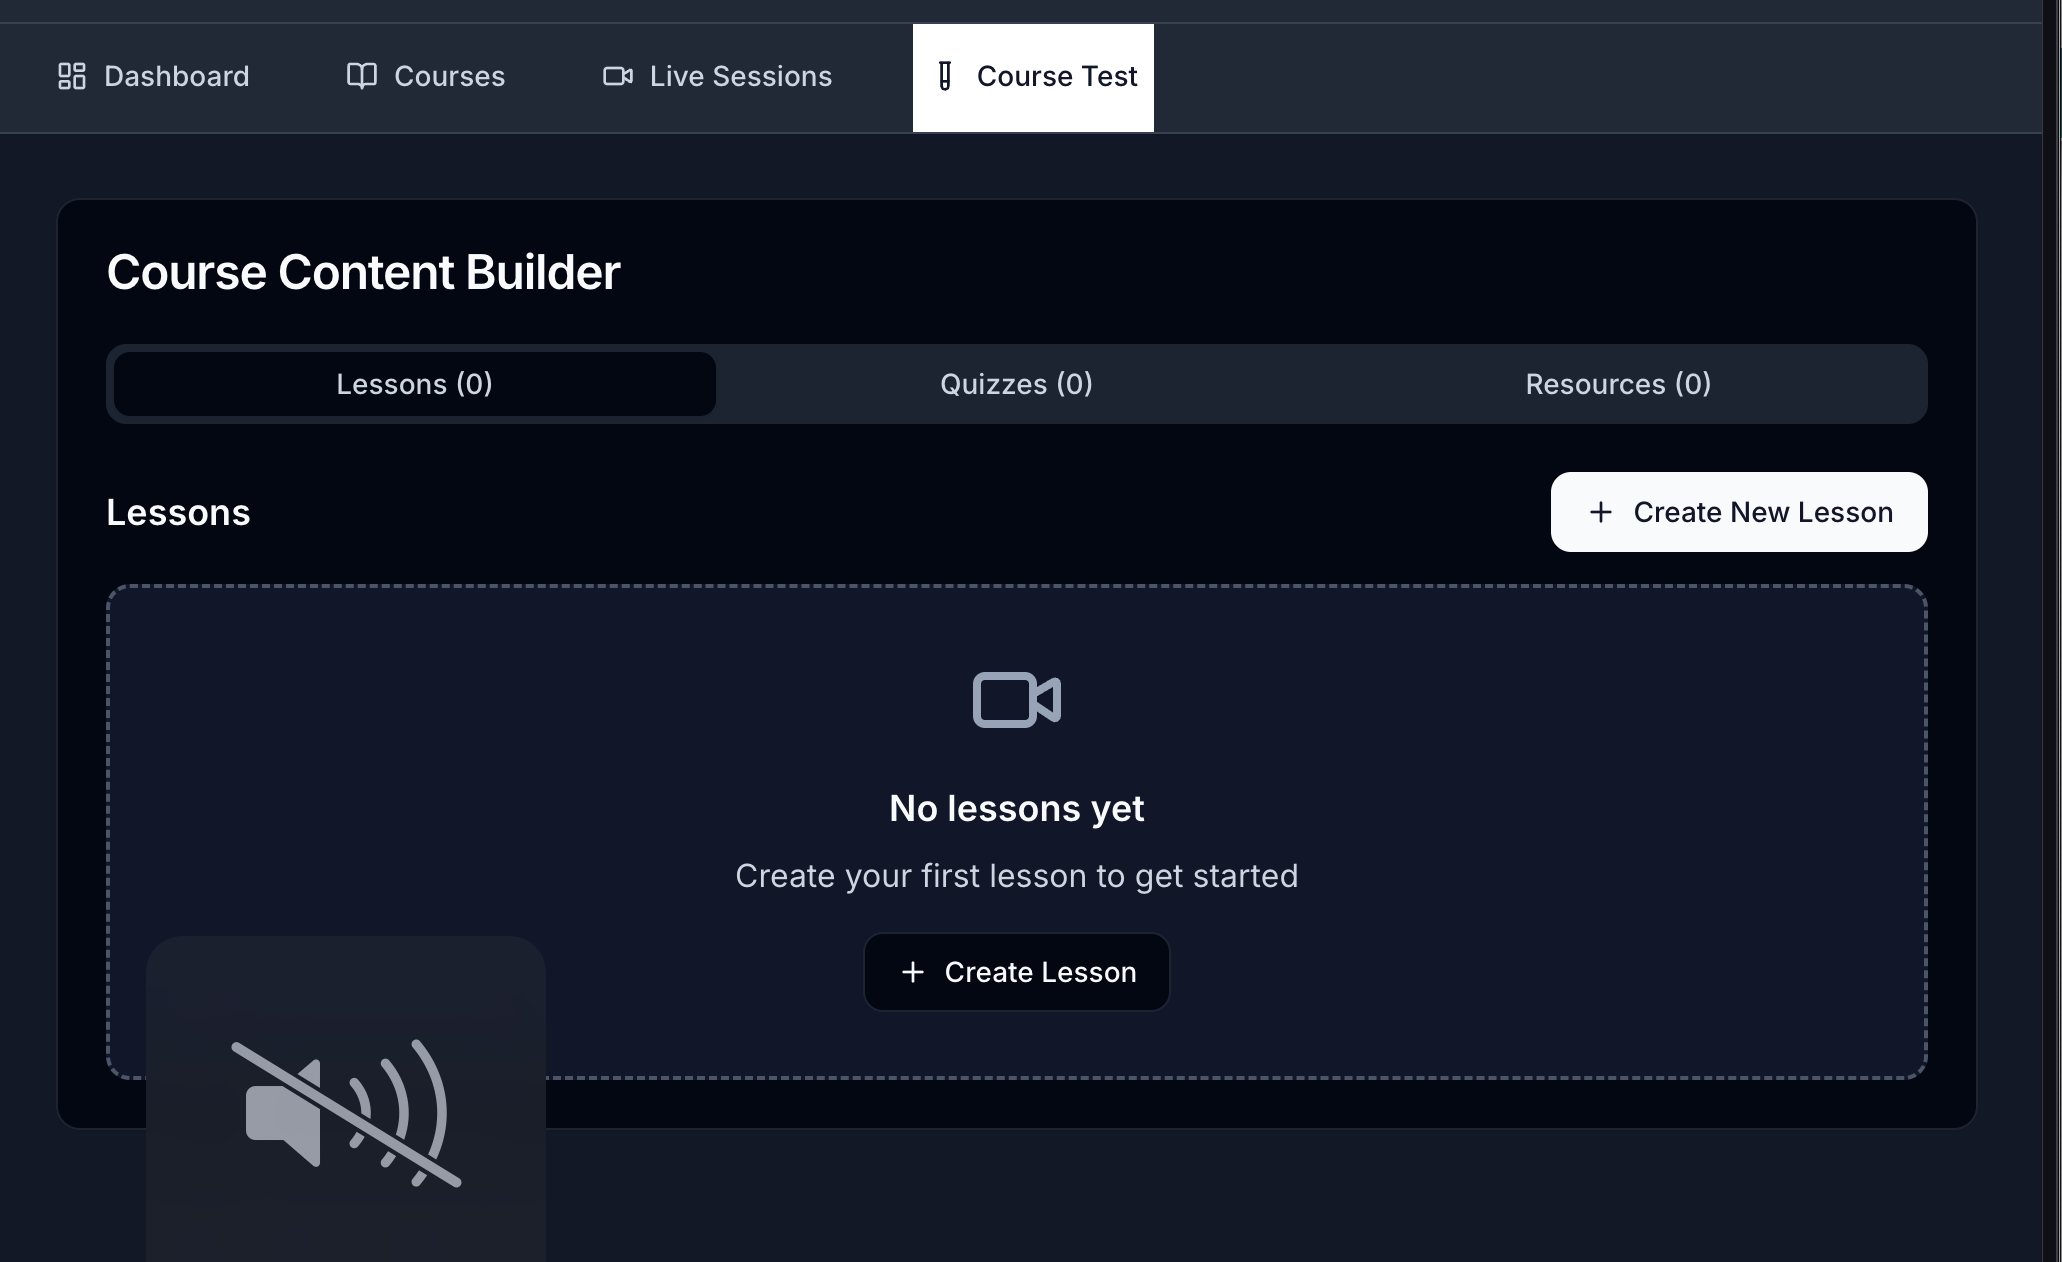 Dashboard
Courses
Live Sessions
Course Test
Course Content Builder
Lessons (0)
Quizzes (0)
Resources (0)
Lessons
Create New Lesson
No lessons yet
Create your first lesson to get started
Create Lesson